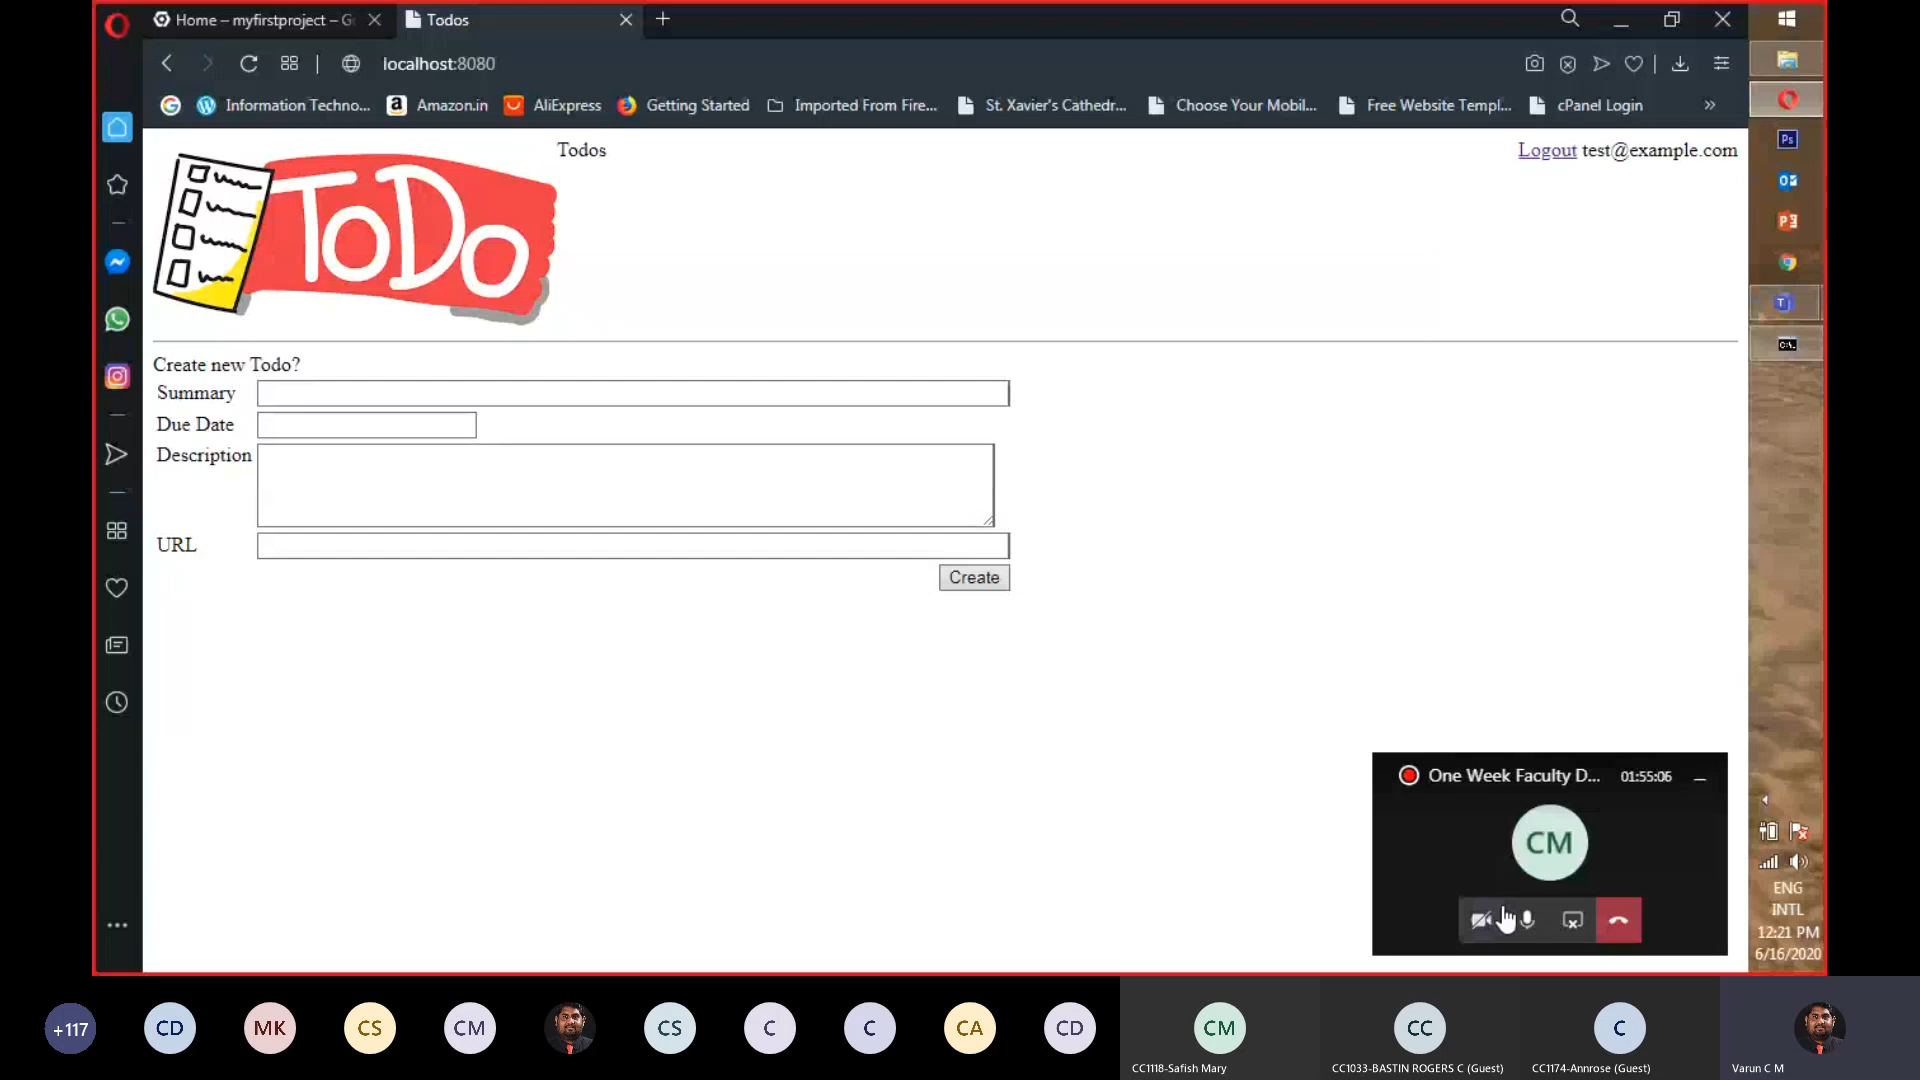 Home – myfirstproject – G
Todos
localhost:8080
Information Techno...
Amazon.in
AliExpress
Getting Started
Imported From Fire...
St. Xavier's Cathedr...
Choose Your Mobil...
Free Website Templ...
cPanel Login
ToDo
Todos
Logout test@example.com
Create new Todo?
Summary
Due Date
Description
URL
Create
One Week Faculty D...
01:55:06
CM
Ps
ENG
INTL
12:21 PM
6/16/2020
+117
CD
MK
CS
CM
CS
C
C
CA
CD
CM
CC1118-Safish Mary
CC
CC1033-BASTIN ROGERS C (Guest)
C
CC1174-Annrose (Guest)
Varun C M